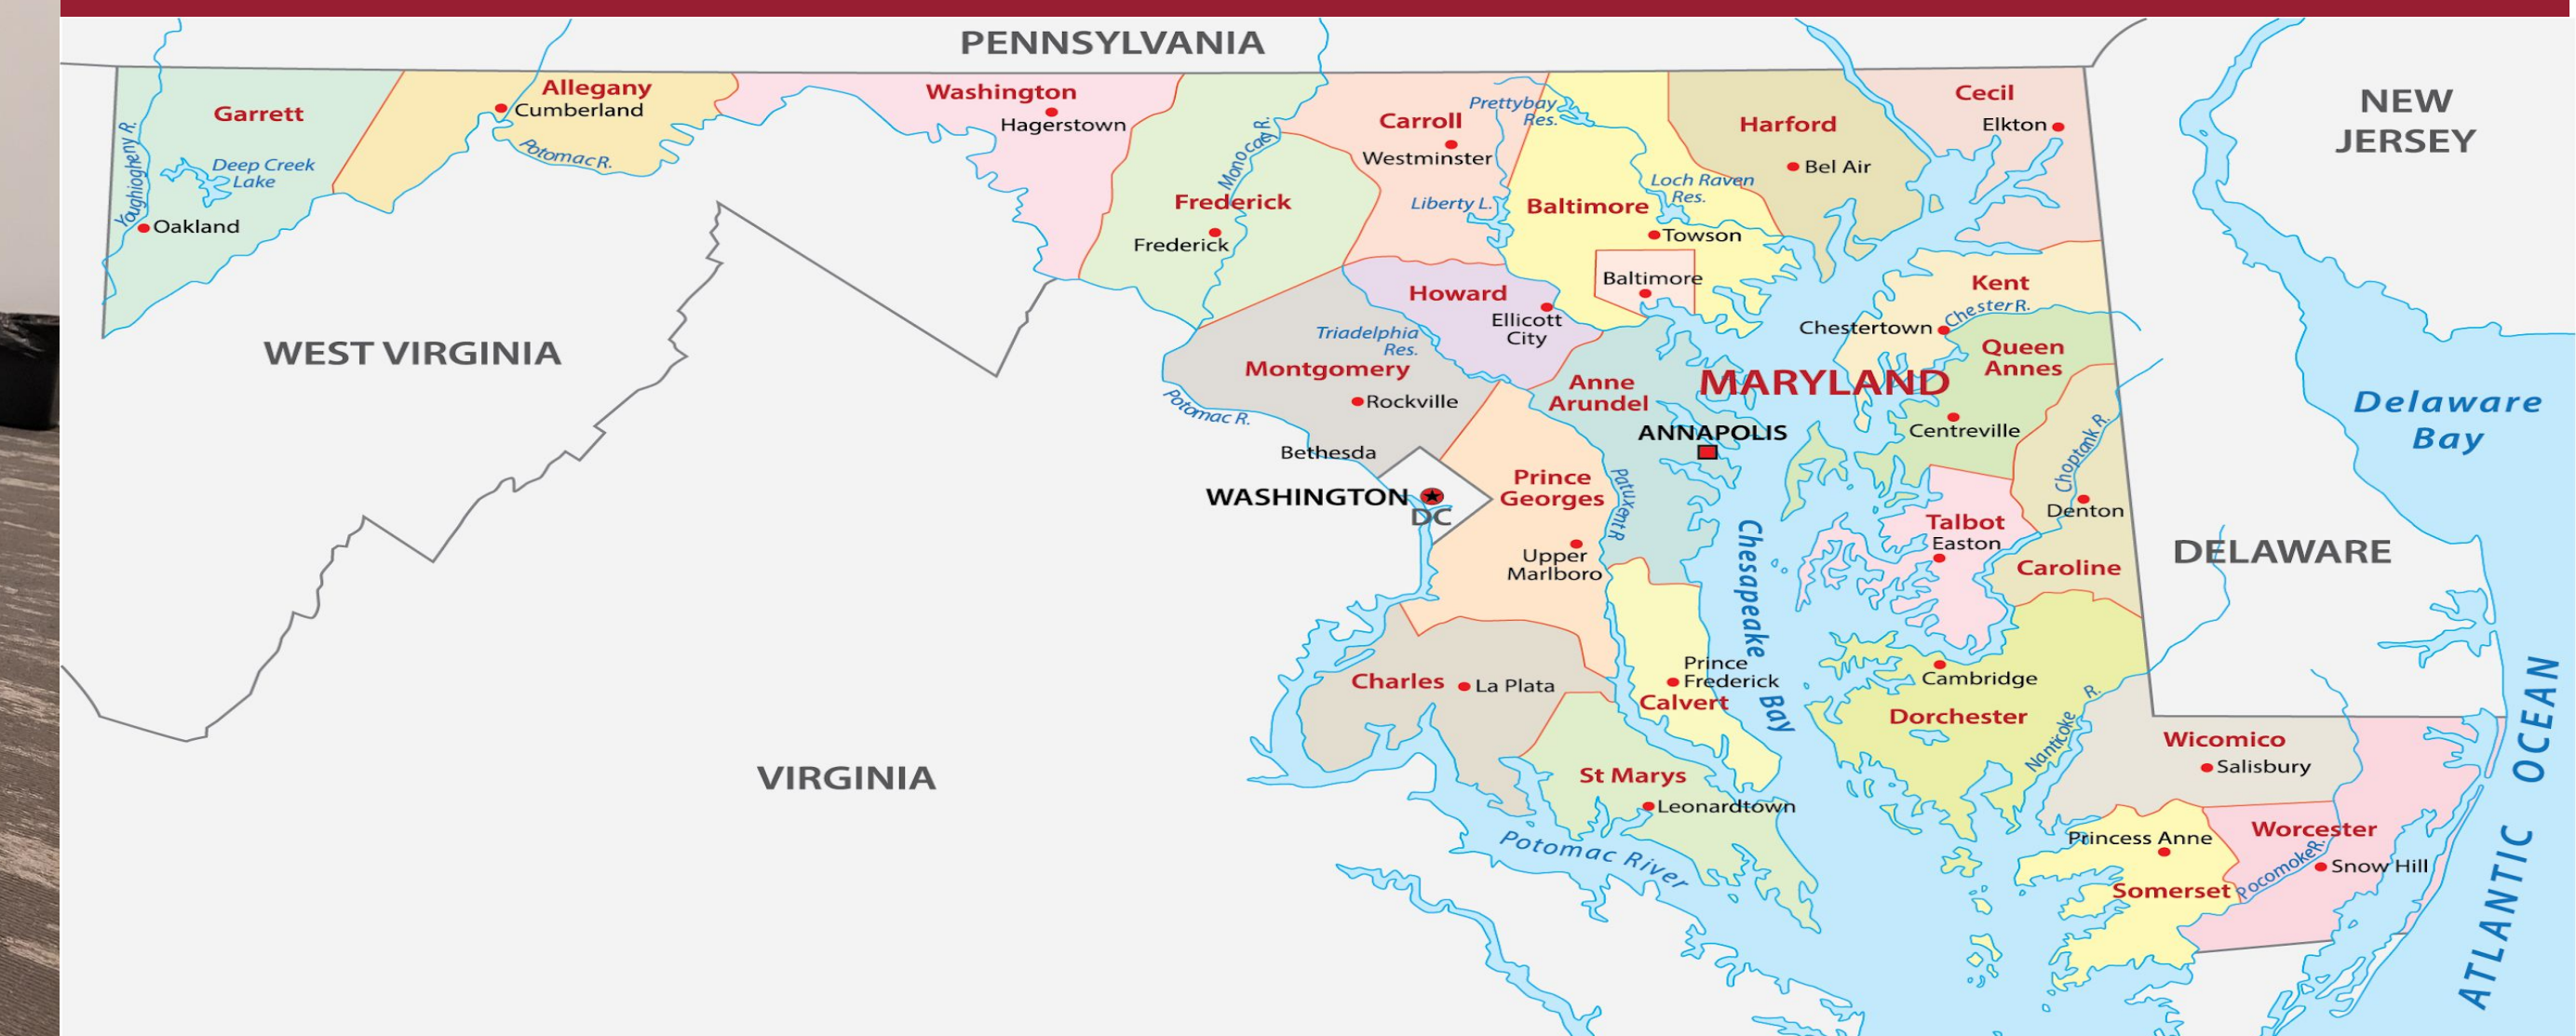 PENNSYLVANIA
NEW
JERSEY
Garrett
Youghiogheny R.
Deep Creek
Lake
Oakland
Allegany
Cumberland
Potomac R.
Washington
Hagerstown
Monocacy R.
Frederick
Frederick
Carroll
Westminster
Prettybay
Res.
Liberty L.
Baltimore
Loch Raven
Res.
Towson
Baltimore
Harford
Bel Air
Cecil
Elkton
Kent
Chester R.
Chestertown
Howard
Ellicott
City
Triadelphia
Res.
Montgomery
Rockville
Potomac R.
Bethesda
WASHINGTON
DC
Anne
Arundel
MARYLAND
ANNAPOLIS
Queen
Annes
Centreville
Choptank R.
Denton
Caroline
Talbot
Easton
Prince
Georges
Patuxent R
Upper
Marlboro
Chesapeake Bay
WEST VIRGINIA
VIRGINIA
Delaware
Bay
DELAWARE
Charles
La Plata
Prince
Frederick
Calvert
St Marys
Leonardtown
Potomac River
Cambridge
Dorchester
Nanticoke R.
Wicomico
Salisbury
Princess Anne
Somerset
Worcester
Pocomoke R.
Snow Hill
ATLANTIC OCEAN